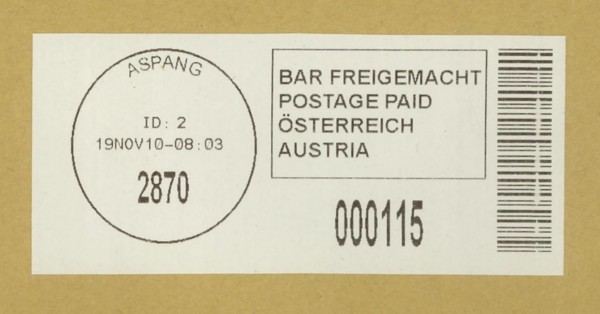 ASPANG
ID: 2
19NOV10-08:03
2870
BAR FREIGEMACHT
POSTAGE PAID
ÖSTERREICH
AUSTRIA
000115